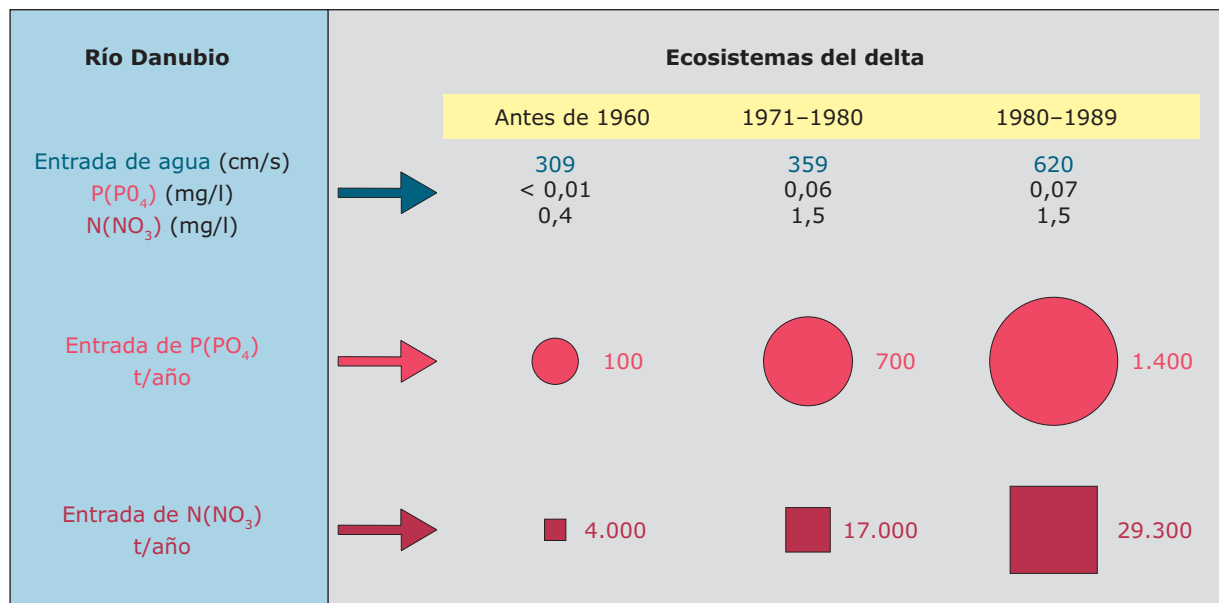 Río Danubio
Ecosistemas del delta
Antes de 1960 1971–1980 1980–1989
Entrada de agua (cm/s) 309 359 620
P(P0₄) (mg/l) < 0,01 0,06 0,07
N(NO₃) (mg/l) 0,4 1,5 1,5
Entrada de P(PO₄)
t/año
100 700 1.400
Entrada de N(NO₃)
t/año
4.000 17.000 29.300